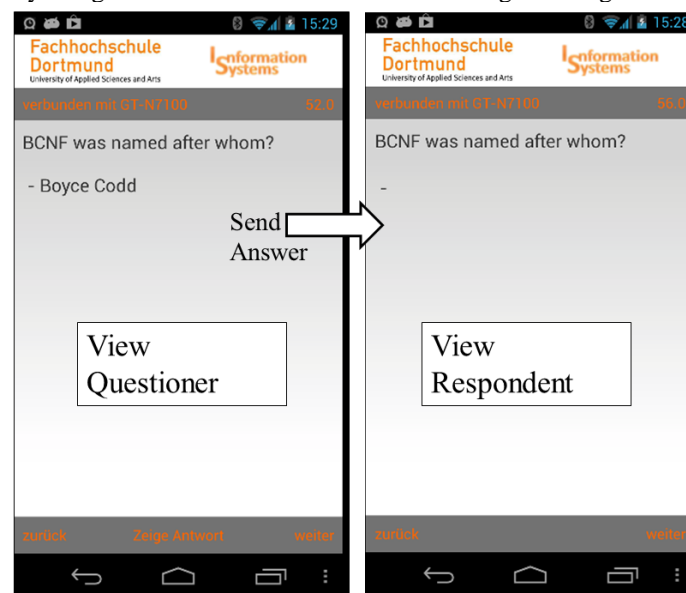 15:29
Fachhochschule
Dortmund
University of Applied Sciences and Arts
Information
Systems
verbunden mit GT-N7100 52.0
BCNF was named after whom?
- Boyce Codd
View
Questioner
zurück Zeige Antwort weiter
Send
Answer
15:28
Fachhochschule
Dortmund
University of Applied Sciences and Arts
Information
Systems
verbunden mit GT-N7100 56.0
BCNF was named after whom?
-
View
Respondent
zurück weiter